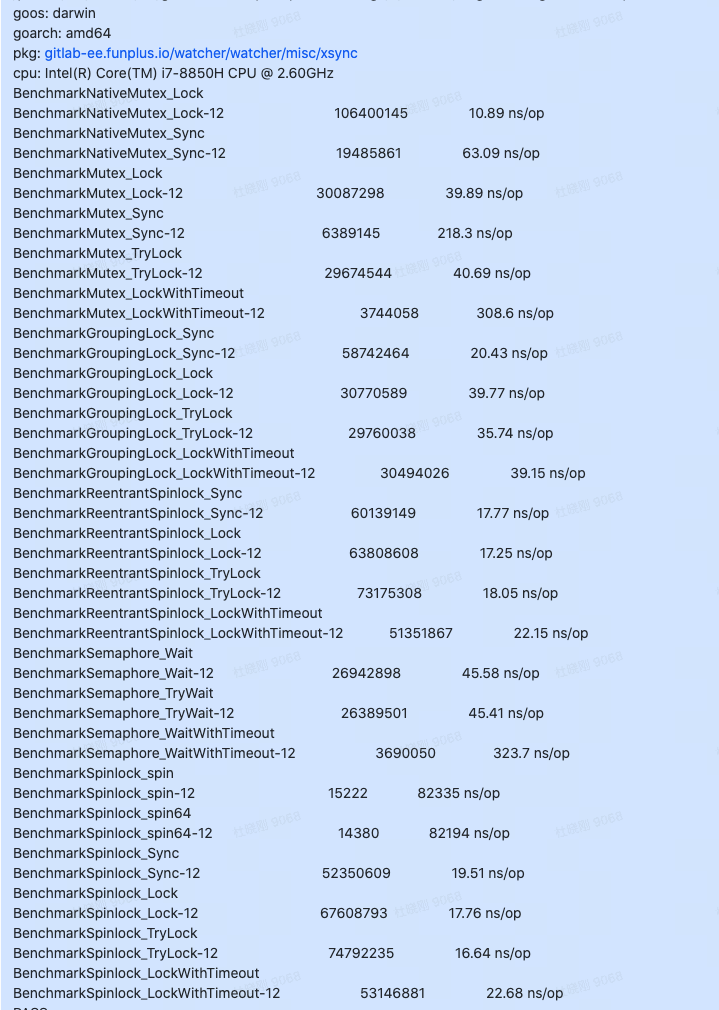 goos: darwin
goarch: amd64
pkg: gitlab-ee.funplus.io/watcher/watcher/misc/xsync
cpu: Intel(R) Core(TM) i7-8850H CPU @ 2.60GHz
BenchmarkNativeMutex_Lock
BenchmarkNativeMutex_Lock-12 106400145 10.89 ns/op
BenchmarkNativeMutex_Sync
BenchmarkNativeMutex_Sync-12 19485861 63.09 ns/op
BenchmarkMutex_Lock
BenchmarkMutex_Lock-12 30087298 39.89 ns/op
BenchmarkMutex_Sync
BenchmarkMutex_Sync-12 6389145 218.3 ns/op
BenchmarkMutex_TryLock
BenchmarkMutex_TryLock-12 29674544 40.69 ns/op
BenchmarkMutex_LockWithTimeout
BenchmarkMutex_LockWithTimeout-12 3744058 308.6 ns/op
BenchmarkGroupingLock_Sync
BenchmarkGroupingLock_Sync-12 58742464 20.43 ns/op
BenchmarkGroupingLock_Lock
BenchmarkGroupingLock_Lock-12 30770589 39.77 ns/op
BenchmarkGroupingLock_TryLock
BenchmarkGroupingLock_TryLock-12 29760038 35.74 ns/op
BenchmarkGroupingLock_LockWithTimeout
BenchmarkGroupingLock_LockWithTimeout-12 30494026 39.15 ns/op
BenchmarkReentrantSpinlock_Sync
BenchmarkReentrantSpinlock_Sync-12 60139149 17.77 ns/op
BenchmarkReentrantSpinlock_Lock
BenchmarkReentrantSpinlock_Lock-12 63808608 17.25 ns/op
BenchmarkReentrantSpinlock_TryLock
BenchmarkReentrantSpinlock_TryLock-12 73175308 18.05 ns/op
BenchmarkReentrantSpinlock_LockWithTimeout
BenchmarkReentrantSpinlock_LockWithTimeout-12 51351867 22.15 ns/op
BenchmarkSemaphore_Wait
BenchmarkSemaphore_Wait-12 26942898 45.58 ns/op
BenchmarkSemaphore_TryWait
BenchmarkSemaphore_TryWait-12 26389501 45.41 ns/op
BenchmarkSemaphore_WaitWithTimeout
BenchmarkSemaphore_WaitWithTimeout-12 3690050 323.7 ns/op
BenchmarkSpinlock_spin
BenchmarkSpinlock_spin-12 15222 82335 ns/op
BenchmarkSpinlock_spin64
BenchmarkSpinlock_spin64-12 14380 82194 ns/op
BenchmarkSpinlock_Sync
BenchmarkSpinlock_Sync-12 52350609 19.51 ns/op
BenchmarkSpinlock_Lock
BenchmarkSpinlock_Lock-12 67608793 17.76 ns/op
BenchmarkSpinlock_TryLock
BenchmarkSpinlock_TryLock-12 74792235 16.64 ns/op
BenchmarkSpinlock_LockWithTimeout
BenchmarkSpinlock_LockWithTimeout-12 53146881 22.68 ns/op